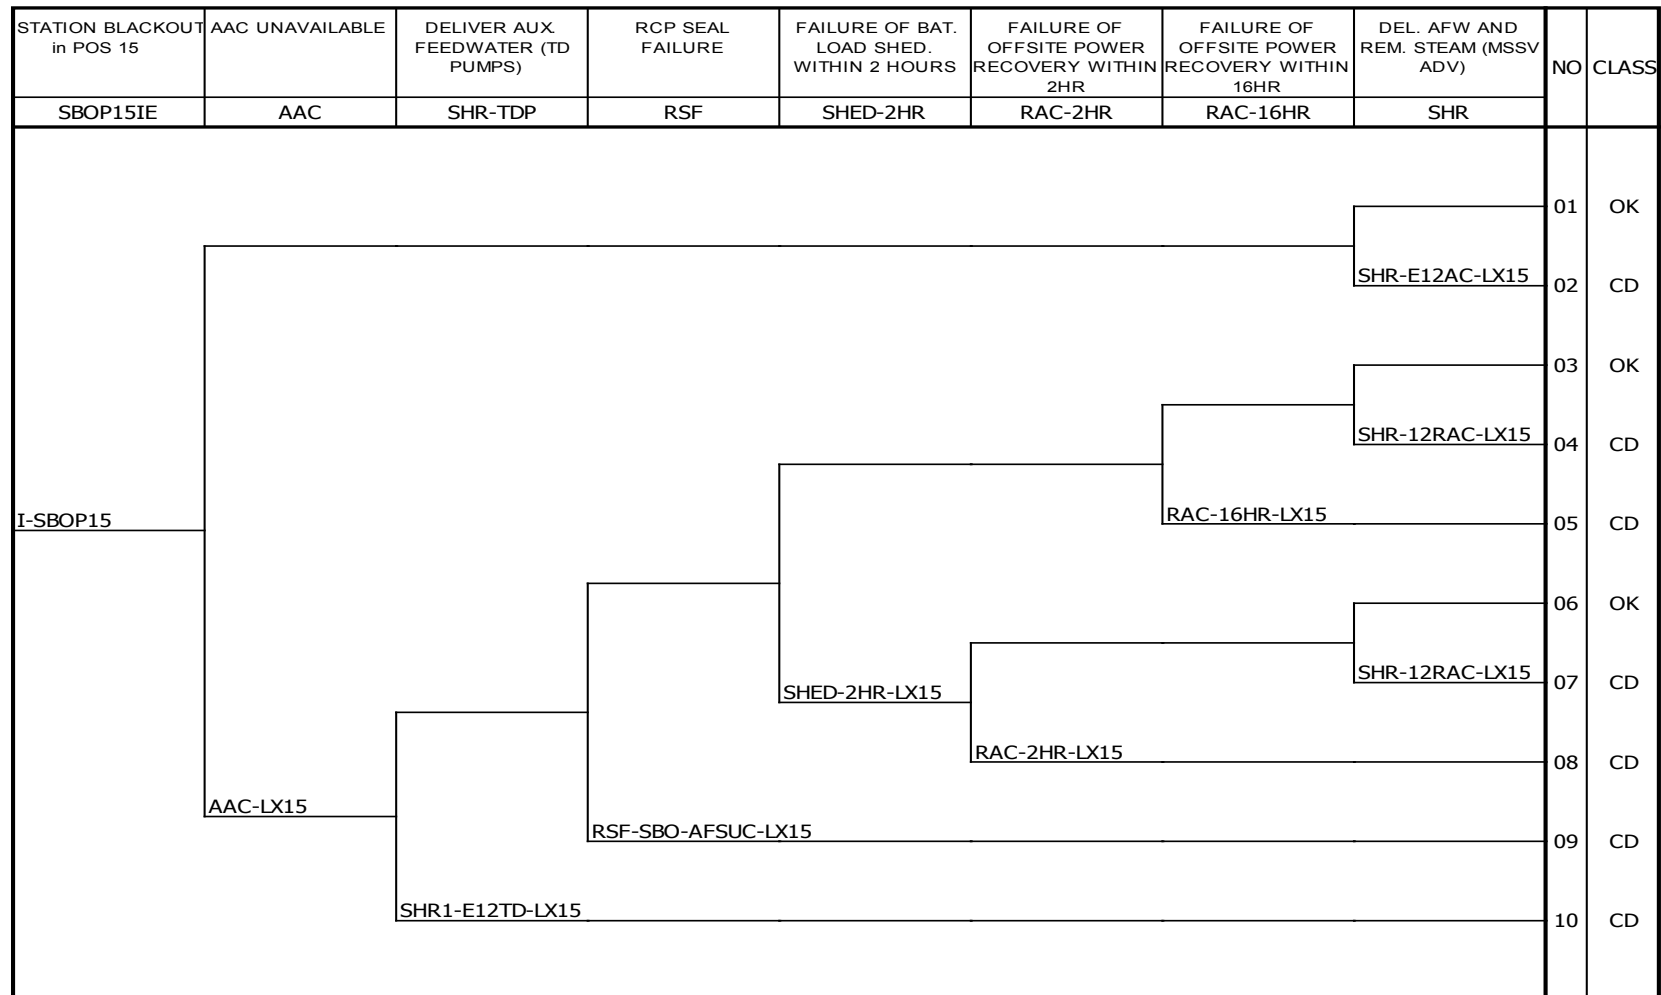 STATION BLACKOUT
in POS 15
AAC UNAVAILABLE
DELIVER AUX.
FEEDWATER (TD
PUMPS)
RCP SEAL
FAILURE
FAILURE OF BAT.
LOAD SHED.
WITHIN 2 HOURS
FAILURE OF
OFFSITE POWER
RECOVERY WITHIN
2HR
FAILURE OF
OFFSITE POWER
RECOVERY WITHIN
16HR
DEL. AFW AND
REM. STEAM (MSSV
ADV)
NO
CLASS
SBOP15IE
AAC
SHR-TDP
RSF
SHED-2HR
RAC-2HR
RAC-16HR
SHR
01 OK
SHR-E12AC-LX15
02 CD
03 OK
SHR-12RAC-LX15
04 CD
I-SBOP15
RAC-16HR-LX15
05 CD
06 OK
SHR-12RAC-LX15
07 CD
SHED-2HR-LX15
RAC-2HR-LX15
08 CD
AAC-LX15
RSF-SBO-AFSUC-LX15
09 CD
SHR1-E12TD-LX15
10 CD